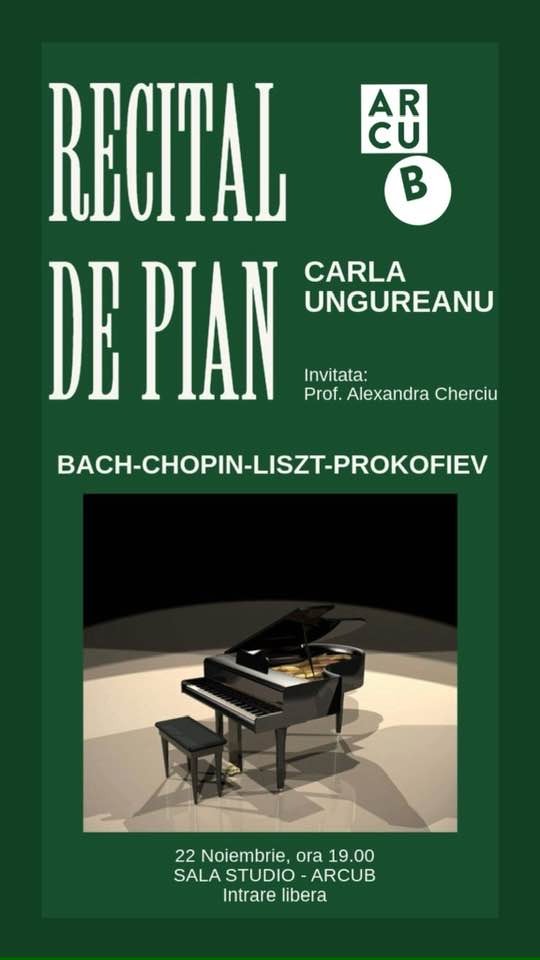 RECITAL
DE PIAN
AR
CU
B
CARLA
UNGUREANU
Invitata:
Prof. Alexandra Cherciu
BACH-CHOPIN-LISZT-PROKOFIEV
22 Noiembrie, ora 19.00
SALA STUDIO - ARCUB
Intrare libera